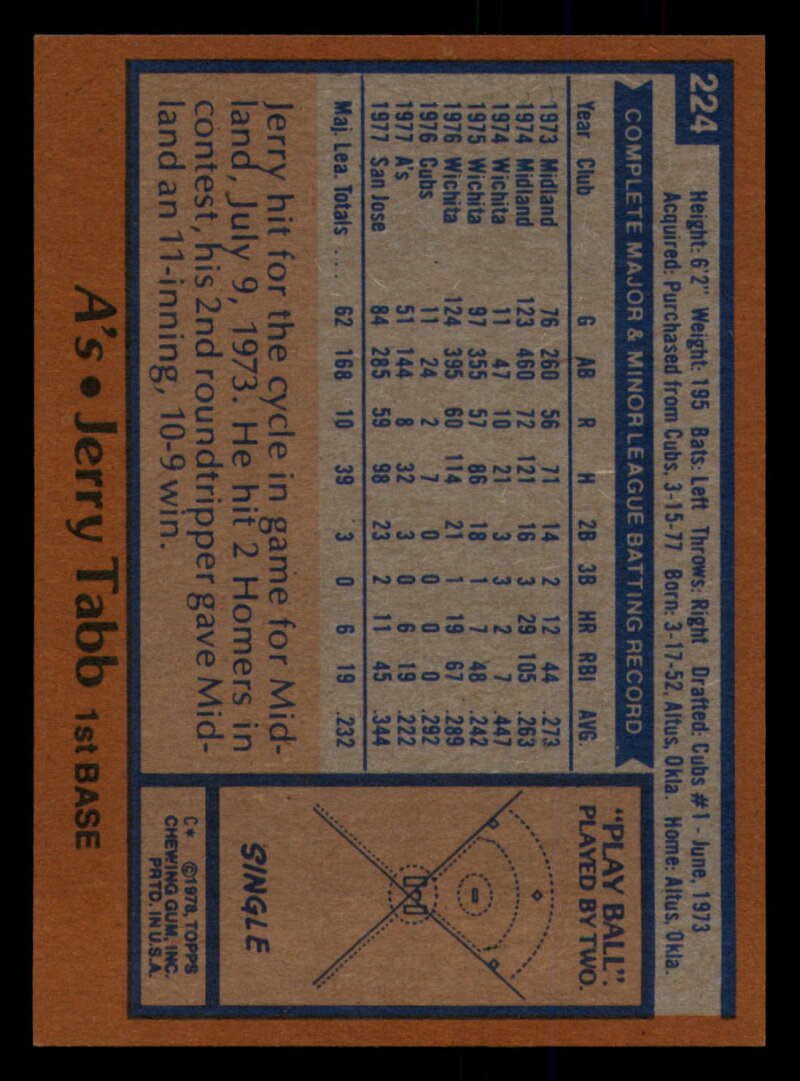 224
Height: 6'2" Weight: 195 Bats: Left Throws: Right Drafted: Cubs #1 - June, 1973
Acquired: Purchased from Cubs, 3-15-77 Born: 3-17-52, Altus, Okla. Home: Altus, Okla.
COMPLETE MAJOR & MINOR LEAGUE BATTING RECORD
Year Club G AB R H 2B 3B HR RBI AVG.
1973 Midland 76 260 56 71 14 2 12 44 .273
1974 Midland 123 460 72 121 16 3 29 105 .263
1974 Wichita 11 47 10 21 3 3 2 7 .447
1975 Wichita 97 355 57 86 18 1 7 48 .242
1976 Wichita 124 395 60 114 21 1 19 67 .289
1976 Cubs 11 24 2 7 0 0 0 0 .292
1977 A's 51 144 8 32 3 0 6 19 .222
1977 San Jose 84 285 59 98 23 2 11 45 .344
Maj. Lea. Totals .... 62 168 10 39 3 0 6 19 .232
Jerry hit for the cycle in game for Mid-
land, July 9, 1973. He hit 2 Homers in
contest, his 2nd roundtripper gave Mid-
land an 11-inning, 10-9 win.
"PLAY BALL":
PLAYED BY TWO.
SINGLE
C* ©1978, TOPPS
CHEWING GUM, INC.
PRTD. IN U.S.A.
A's • Jerry Tabb 1st BASE